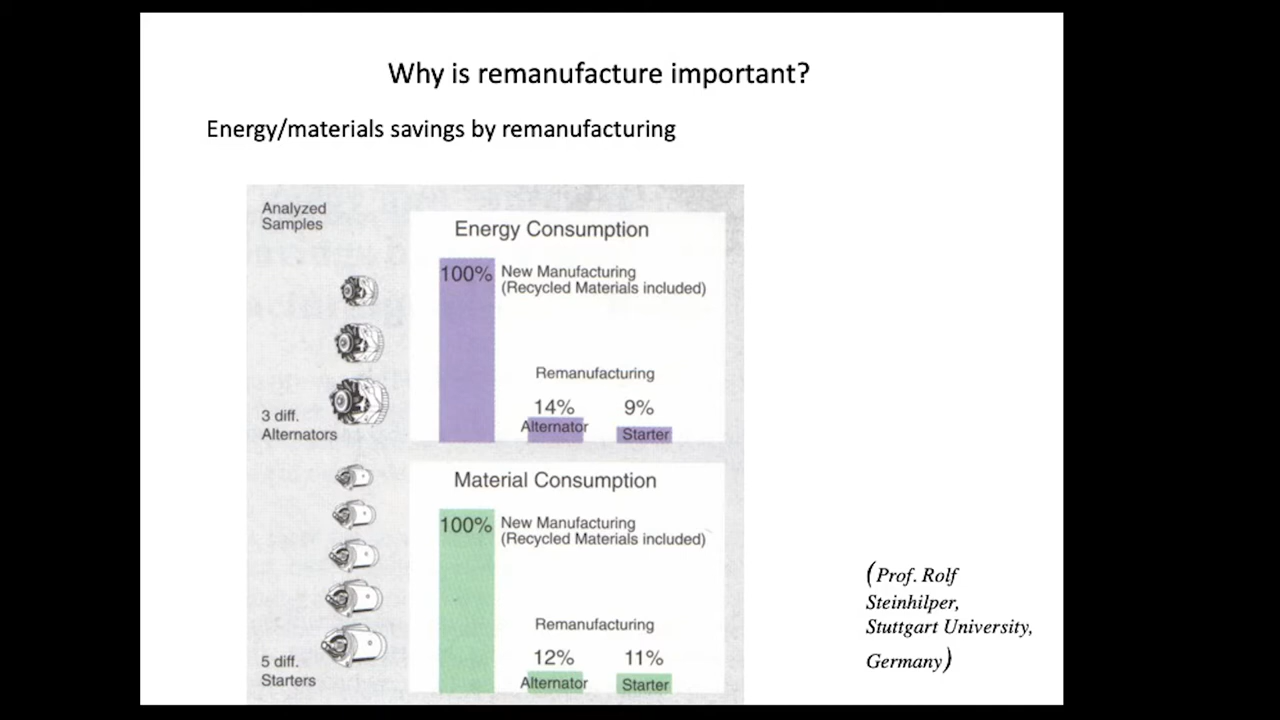 Why is remanufacture important?
Energy/materials savings by remanufacturing
Analyzed
Samples
3 diff.
Alternators
5 diff.
Starters
Energy Consumption
100%
New Manufacturing
(Recycled Materials included)
Remanufacturing
14%
9%
Alternator
Starter
Material Consumption
100%
New Manufacturing
(Recycled Materials included)
Remanufacturing
12%
11%
Alternator
Starter
(Prof. Rolf
Steinhilper,
Stuttgart University,
Germany)